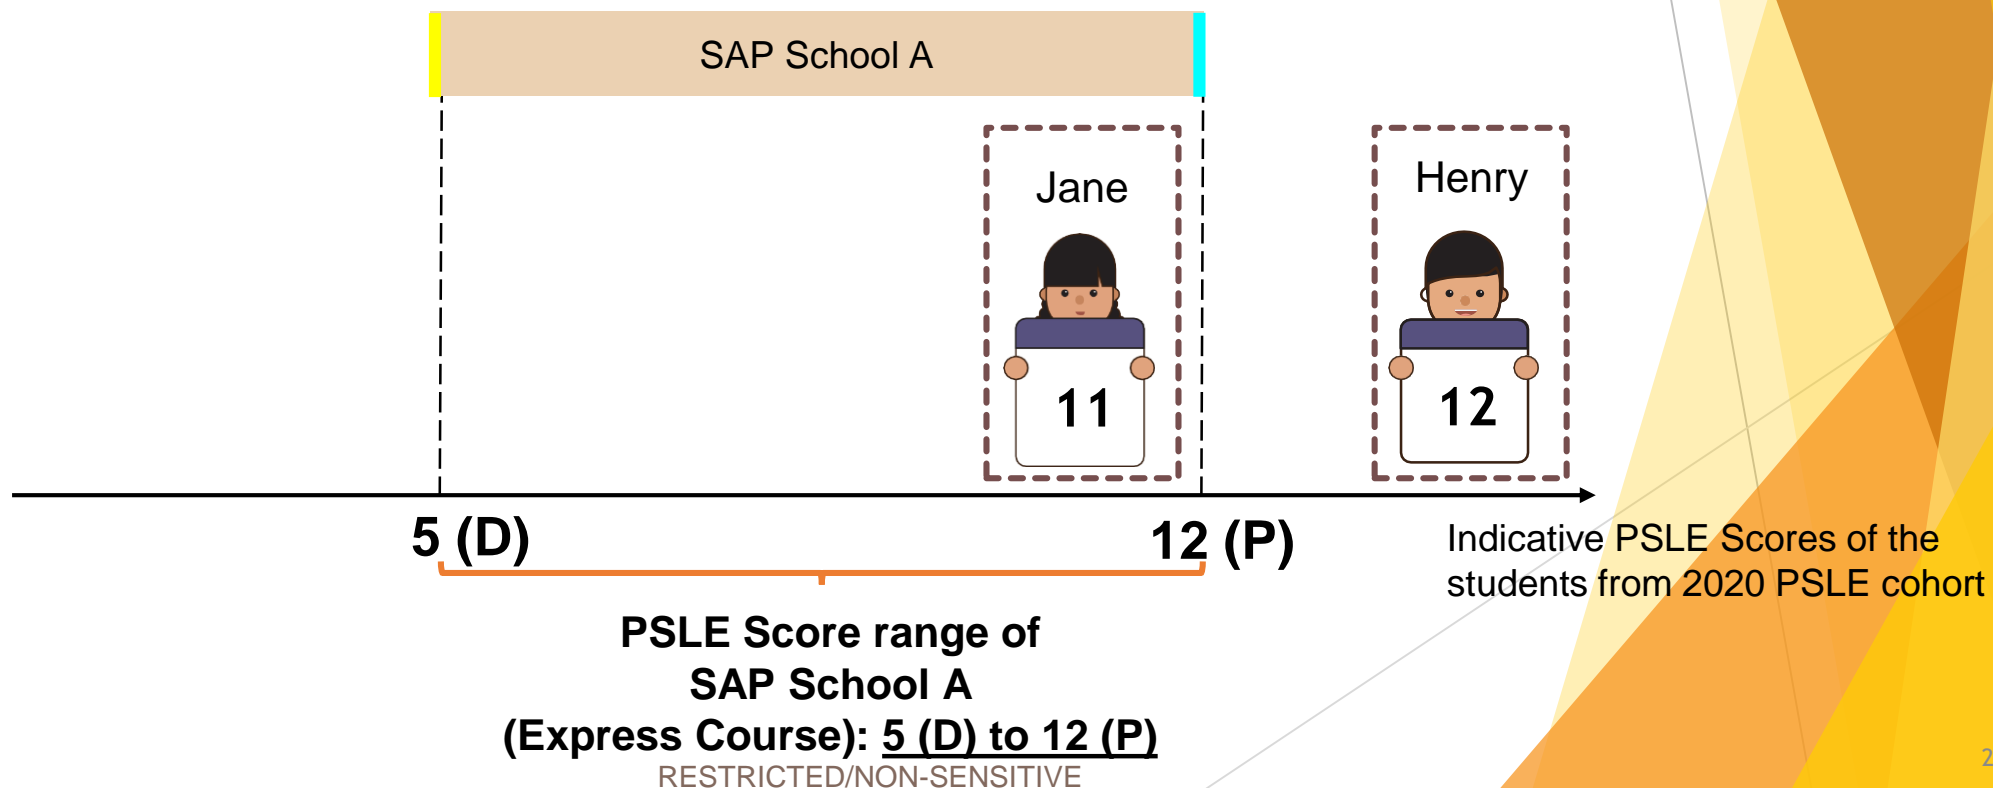 SAP School A
Jane
Henry
11
12
5 (D)
12 (P)
Indicative PSLE Scores of the
students from 2020 PSLE cohort
PSLE Score range of
SAP School A
(Express Course): 5 (D) to 12 (P)
RESTRICTED/NON-SENSITIVE
2